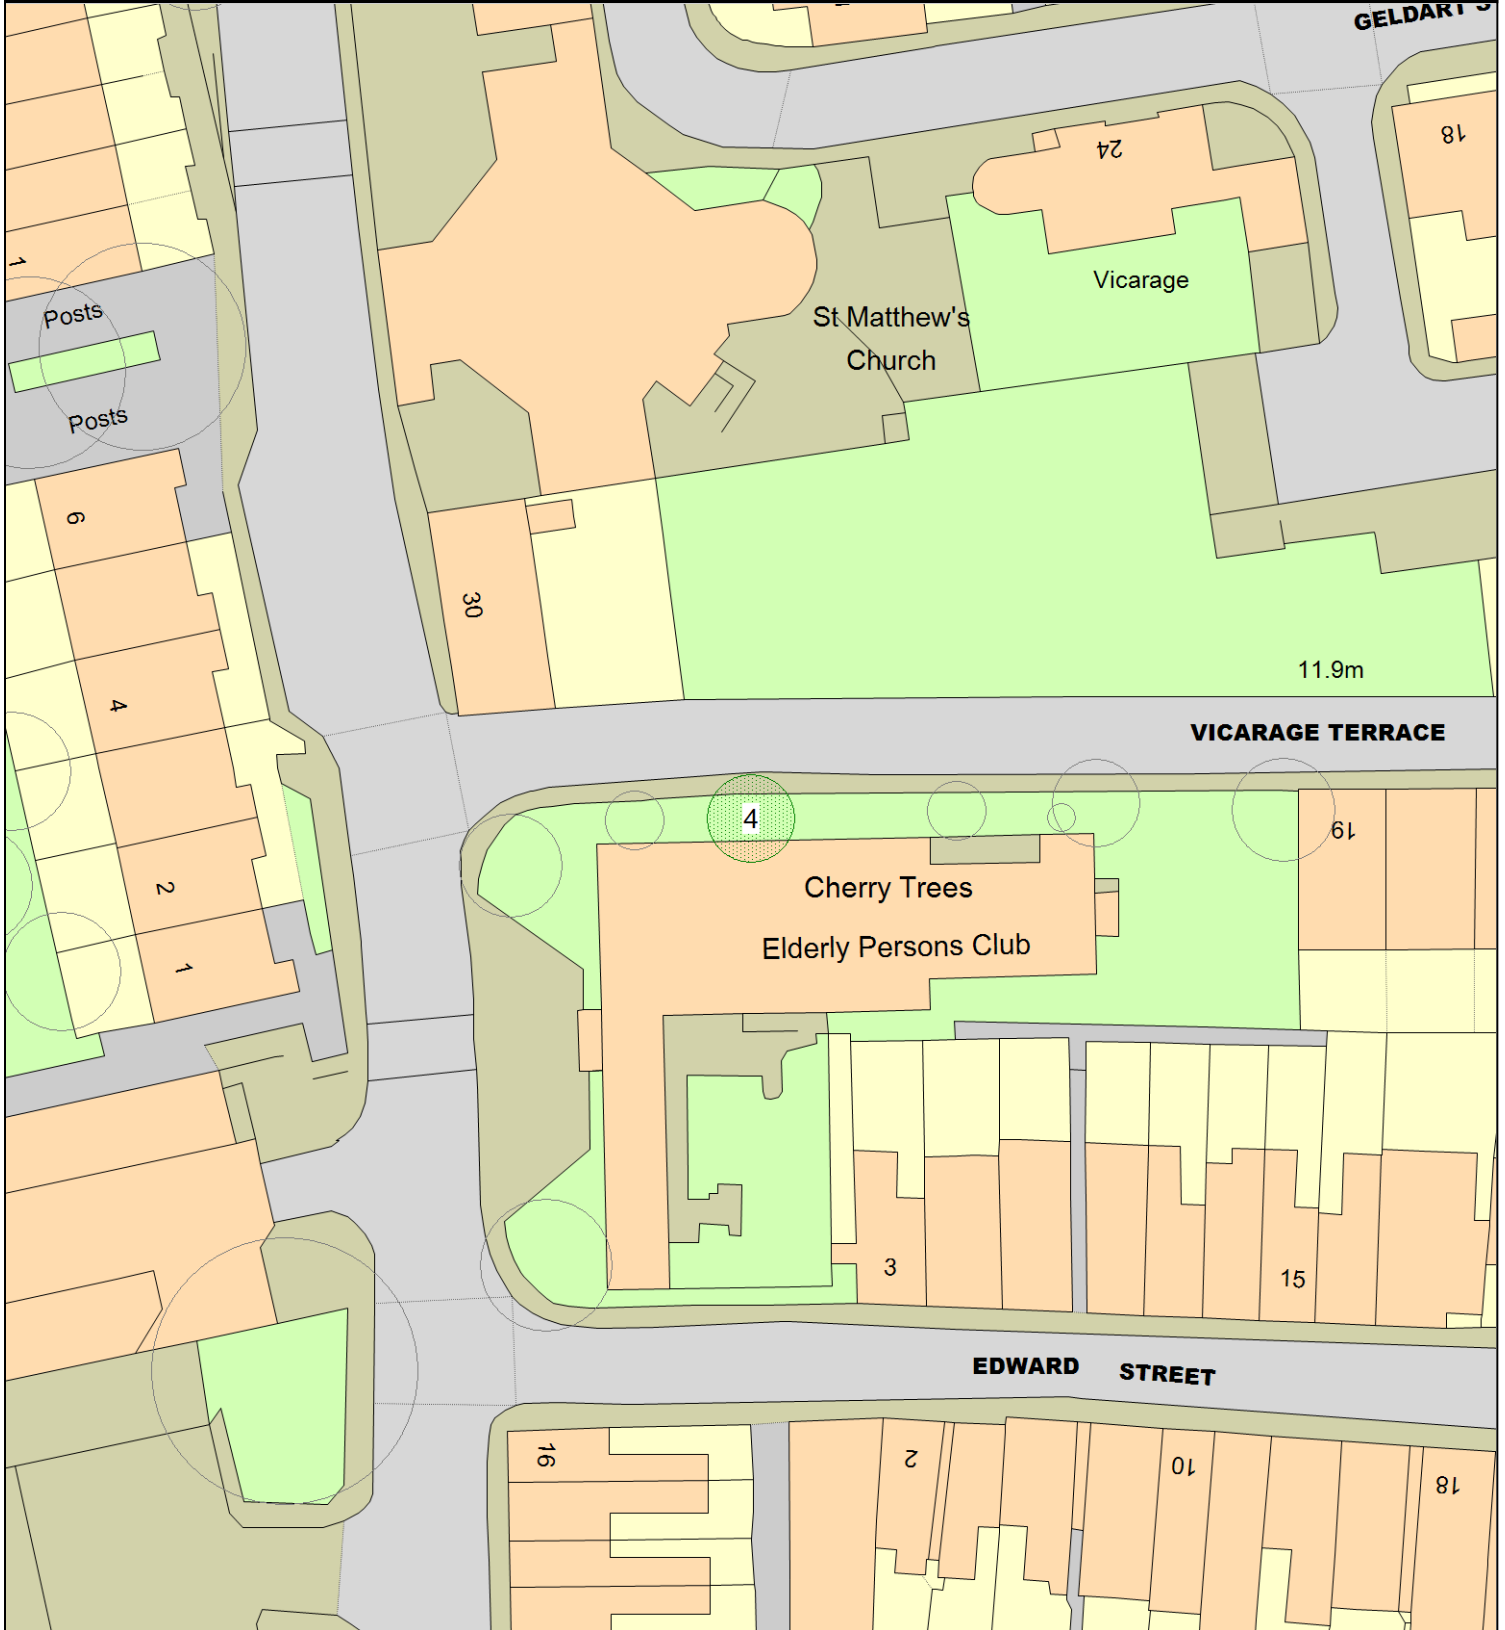 GELDART S
18
24
Vicarage
1
Posts
St Matthew's
Church
Posts
6
30
4
11.9m
VICARAGE TERRACE
4
19
2
Cherry Trees
Elderly Persons Club
1
3
15
EDWARD STREET
16
2
10
18